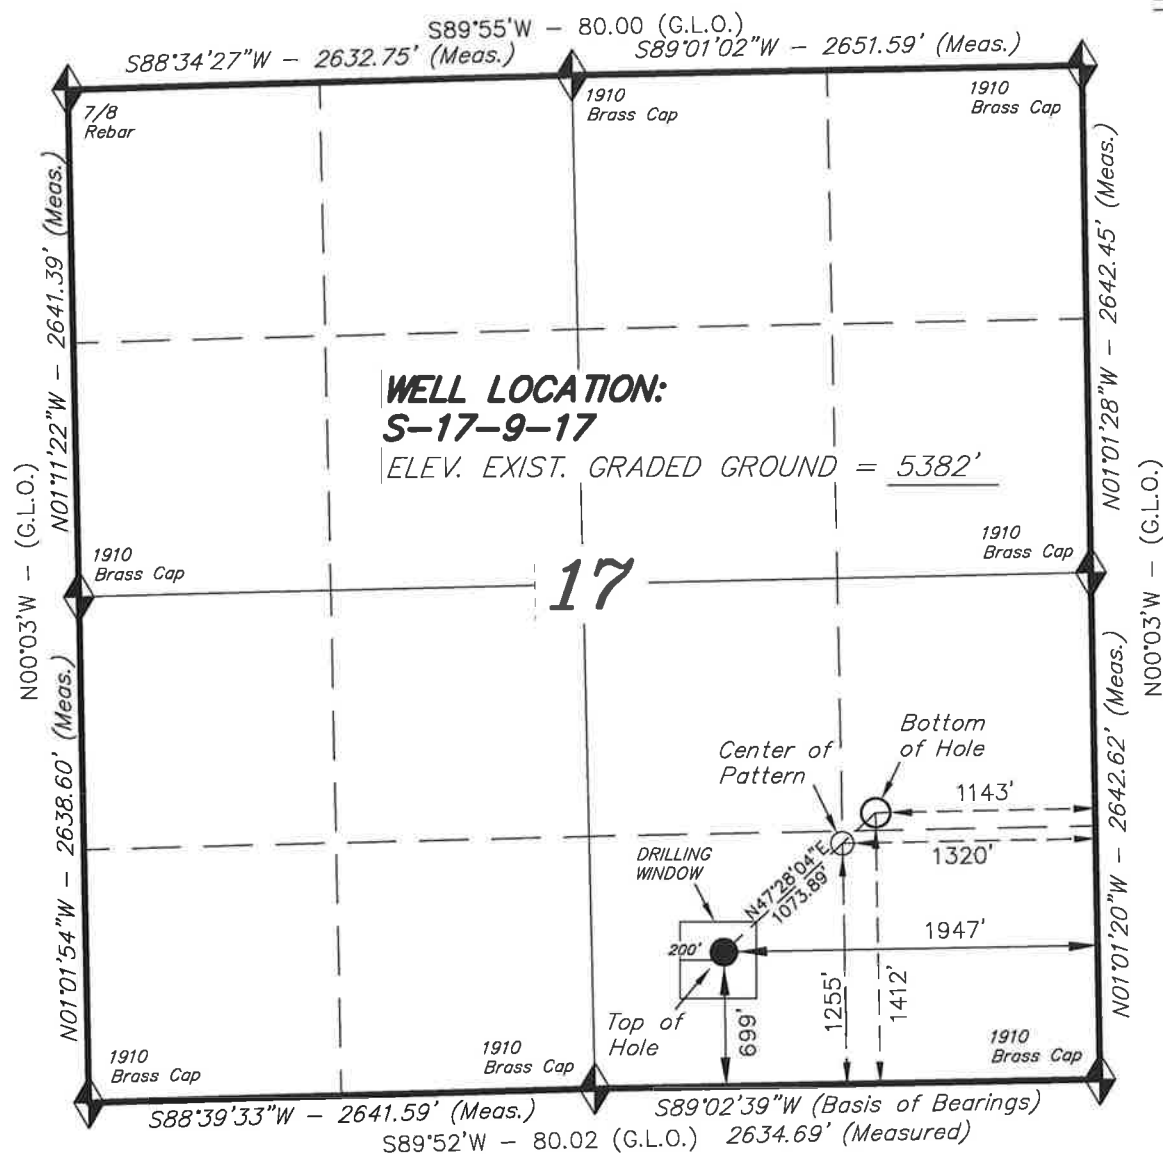 S89°55'W - 80.00 (G.L.O.)
S88°34'27"W - 2632.75' (Meas.)
S89°01'02"W - 2651.59' (Meas.)
7/8
Rebar
1910
Brass Cap
1910
Brass Cap
N01°11'22"W - 2641.39' (Meas.)
N01°01'28"W - 2642.45' (Meas.)
WELL LOCATION:
S-17-9-17
ELEV. EXIST. GRADED GROUND = 5382'
N00°03'W - (G.L.O.)
N00°03'W - (G.L.O.)
1910
Brass Cap
17
1910
Brass Cap
N01°01'54"W - 2638.60' (Meas.)
N01°01'20"W - 2642.62' (Meas.)
Bottom
of Hole
Center of
Pattern
1143'
1320'
DRILLING
WINDOW
N47°28'04"E
1073.89'
1947'
200'
Top of
Hole
699'
1255'
1412'
1910
Brass Cap
1910
Brass Cap
1910
Brass Cap
S88°39'33"W - 2641.59' (Meas.)
S89°02'39"W (Basis of Bearings)
2634.69' (Measured)
S89°52'W - 80.02 (G.L.O.)